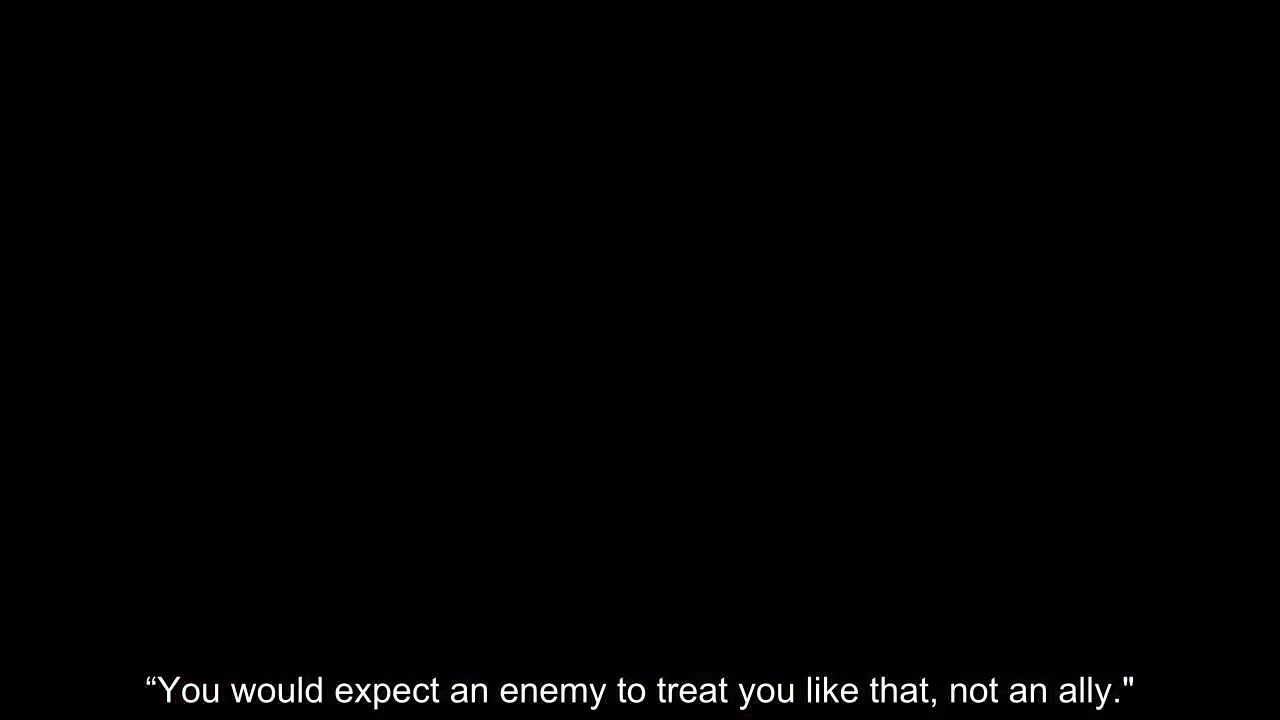 “You would expect an enemy to treat you like that, not an ally."